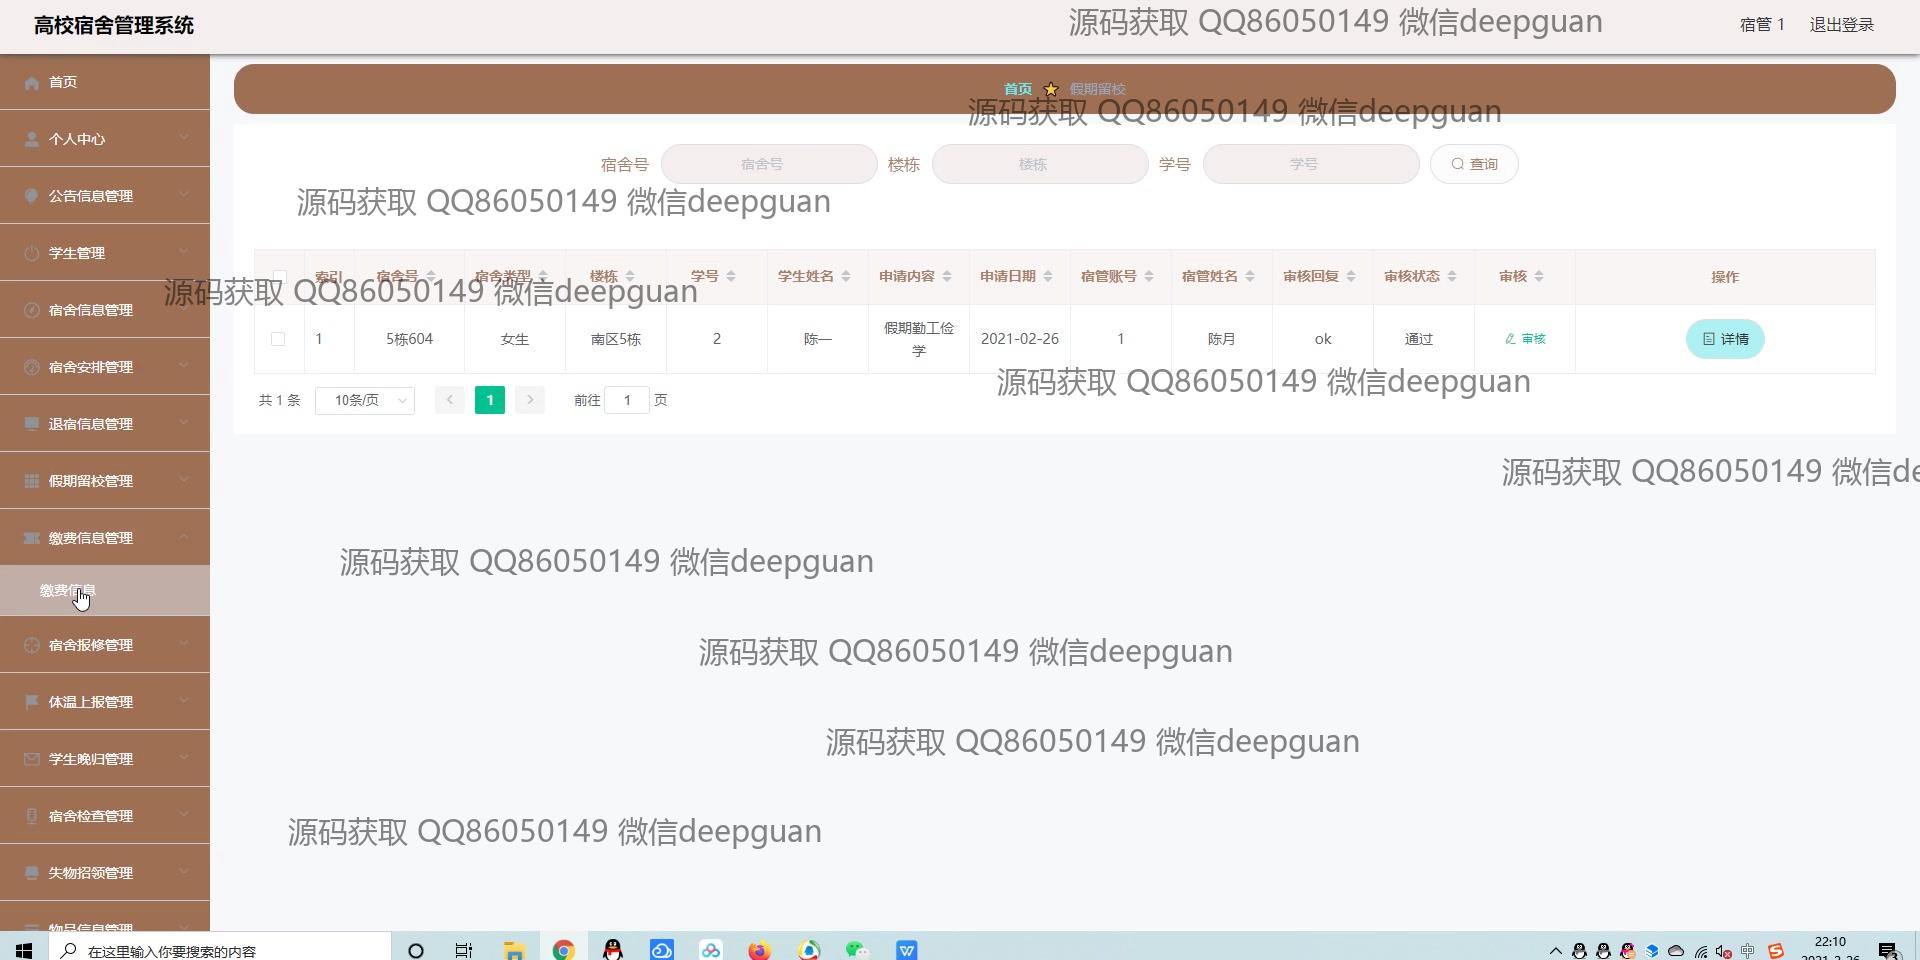 高校宿舍管理系统
源码获取 QQ86050149 微信deepguan
宿管 1 退出登录
首页
个人中心
公告信息管理
学生管理
宿舍信息管理
宿舍安排管理
退宿信息管理
假期留校管理
缴费信息管理
缴费信息
宿舍报修管理
体温上报管理
学生晚归管理
宿舍检查管理
失物招领管理
物品信息管理
首页 假期留校
源码获取 QQ86050149 微信deepguan
宿舍号 宿舍号 楼栋 楼栋 学号 学号 查询
源码获取 QQ86050149 微信deepguan
索引 宿舍号 宿舍类型 楼栋 学号 学生姓名 申请内容 申请日期 宿管账号 宿管姓名 审核回复 审核状态 审核 操作
源码获取 QQ86050149 微信deepguan
1 5栋604 女生 南区5栋 2 陈一 假期勤工俭学 2021-02-26 1 陈月 ok 通过 审核 详情
源码获取 QQ86050149 微信deepguan
共 1 条 10条/页 1 前往 1 页
源码获取 QQ86050149 微信de
源码获取 QQ86050149 微信deepguan
源码获取 QQ86050149 微信deepguan
源码获取 QQ86050149 微信deepguan
源码获取 QQ86050149 微信deepguan
在这里输入你要搜索的内容
中
22:10
2021-2-26